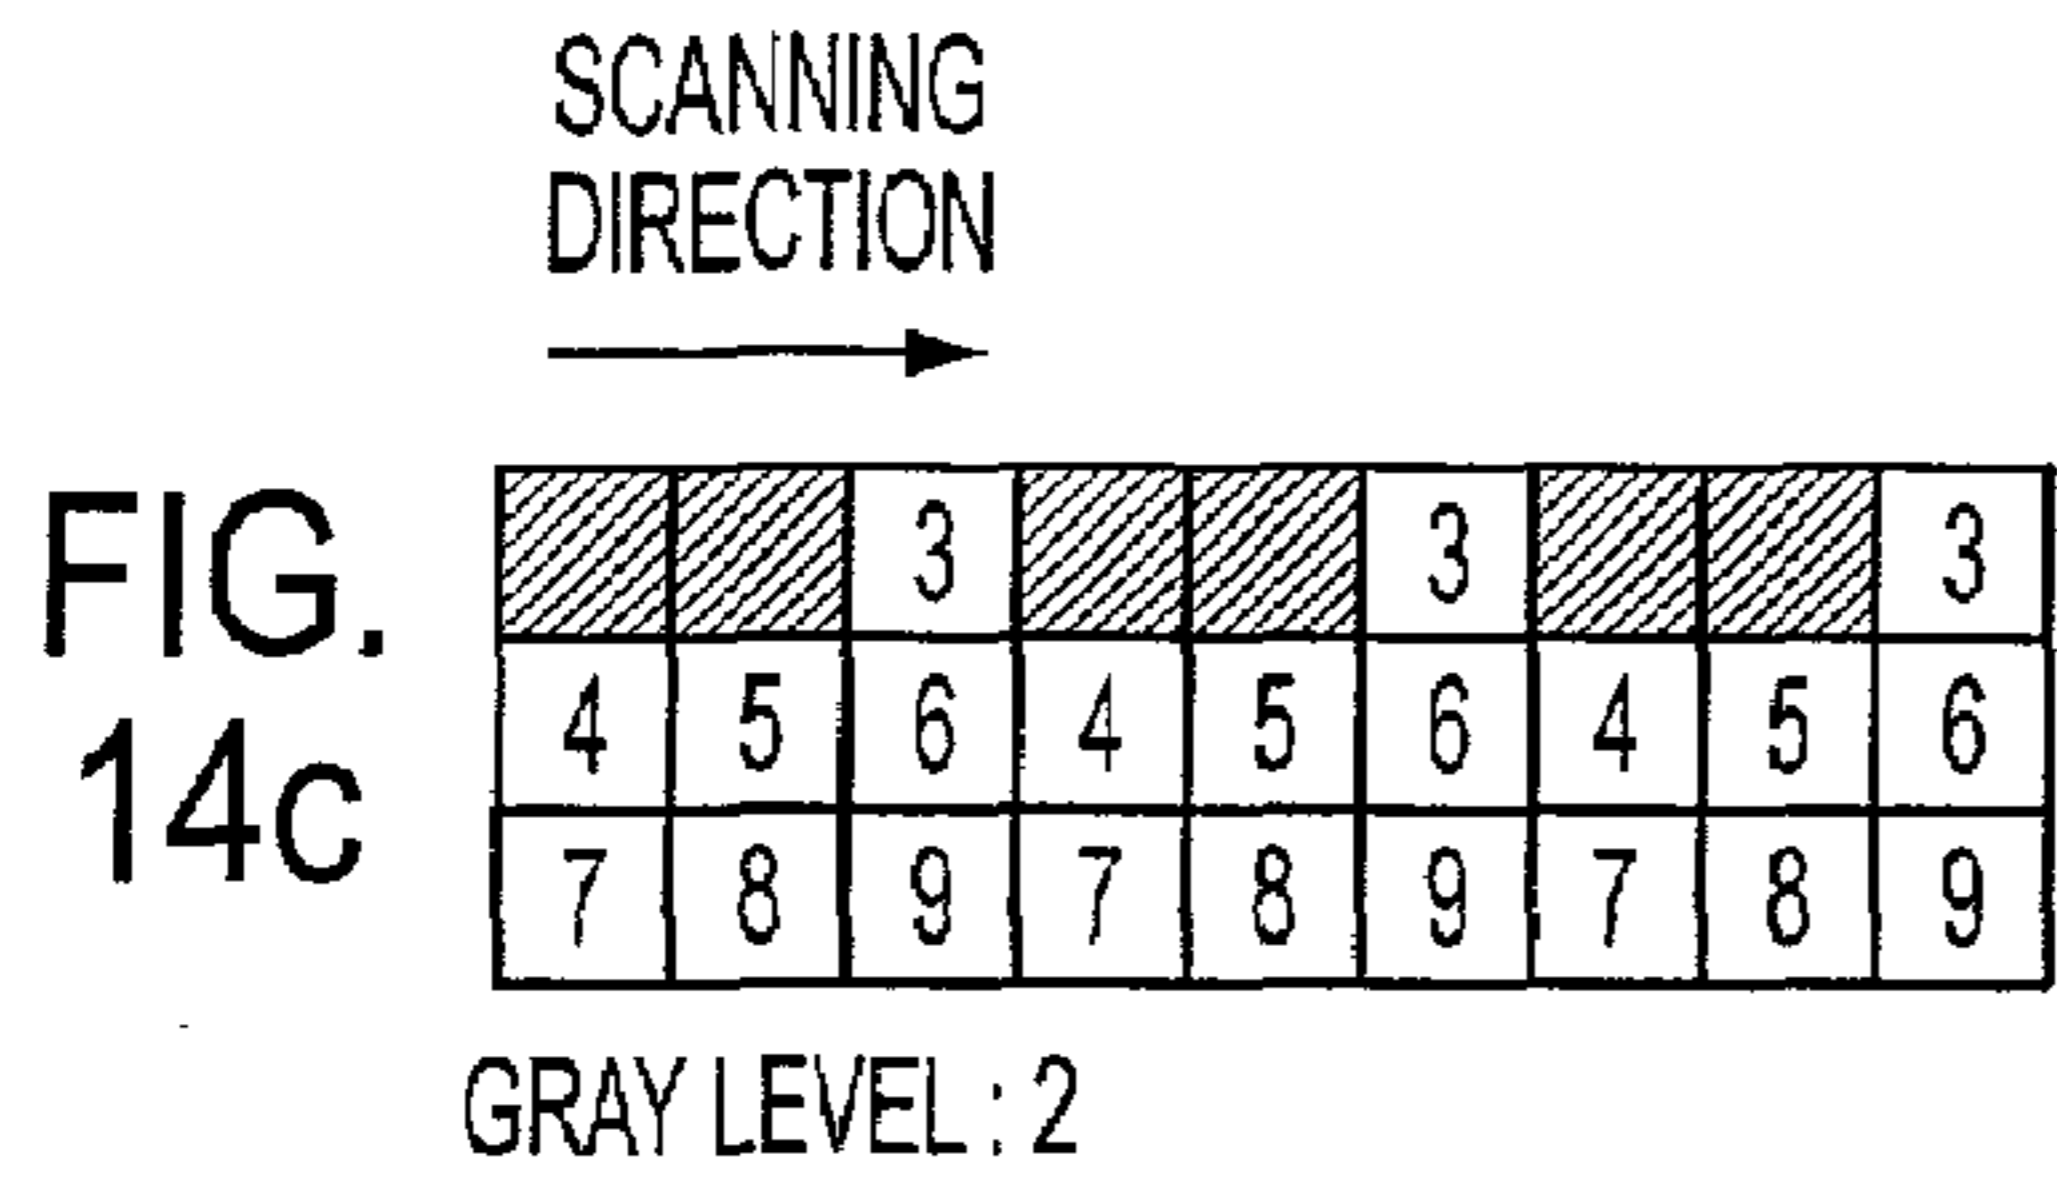 SCANNING
DIRECTION
FIG.
14c
3 3 3
4 5 6 4 5 6 4 5 6
7 8 9 7 8 9 7 8 9
GRAY LEVEL : 2